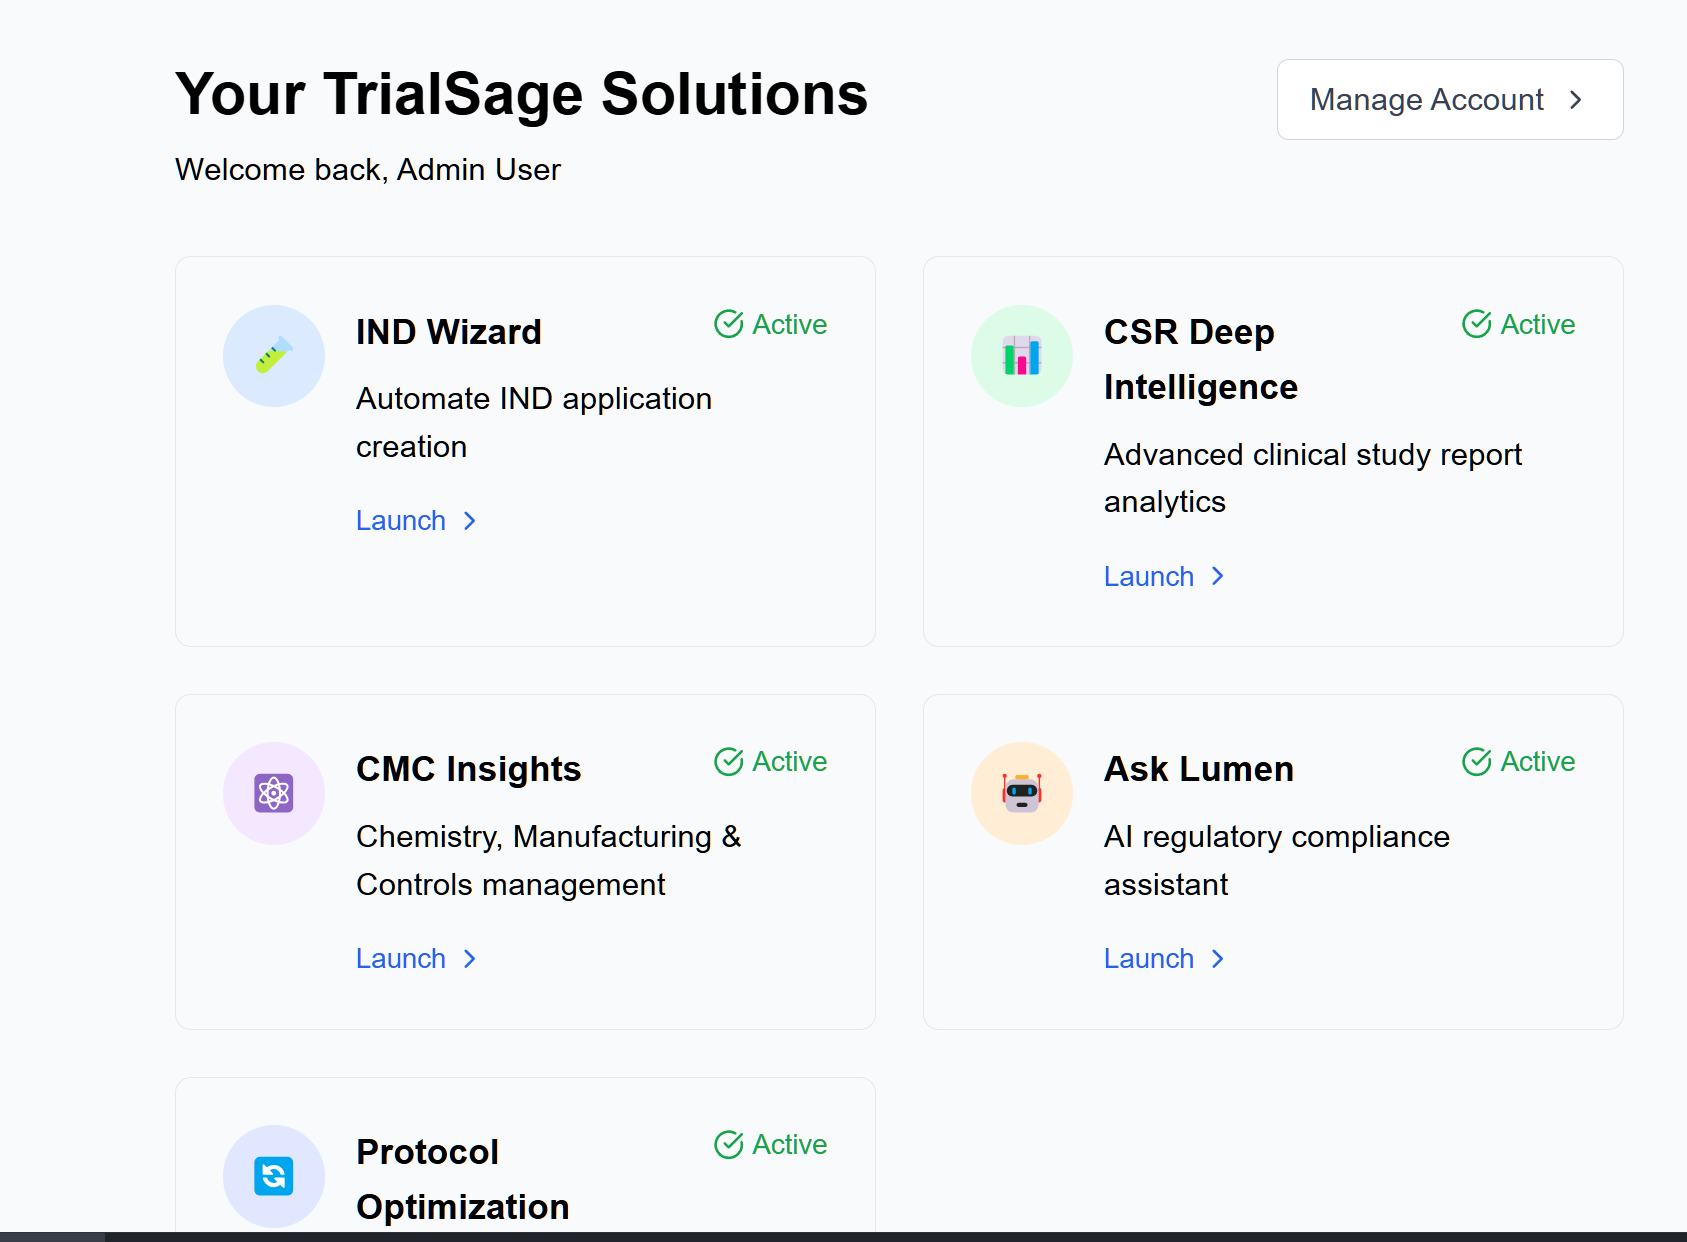 Your TrialSage Solutions
Manage Account
Welcome back, Admin User
IND Wizard
Active
Automate IND application
creation
Launch
CSR Deep
Intelligence
Active
Advanced clinical study report
analytics
Launch
CMC Insights
Active
Chemistry, Manufacturing &
Controls management
Launch
Ask Lumen
Active
AI regulatory compliance
assistant
Launch
Protocol
Optimization
Active